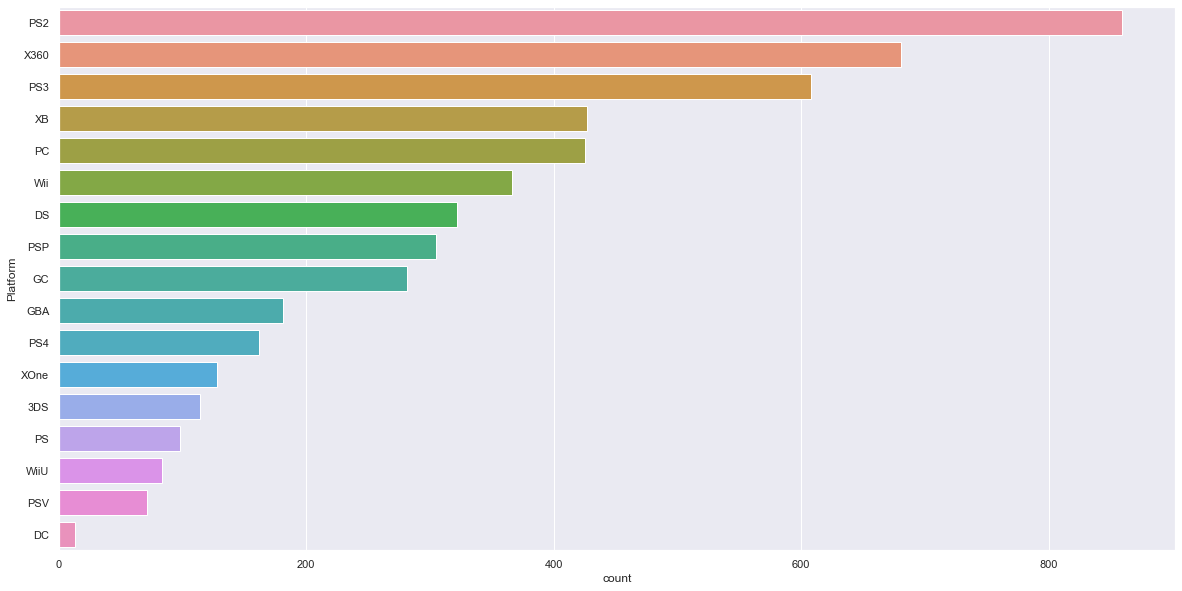 PS2
X360
PS3
XB
PC
Wii
DS
PSP
GC
GBA
PS4
XOne
3DS
PS
WiiU
PSV
DC
Platform
0 200 400 600 800
count